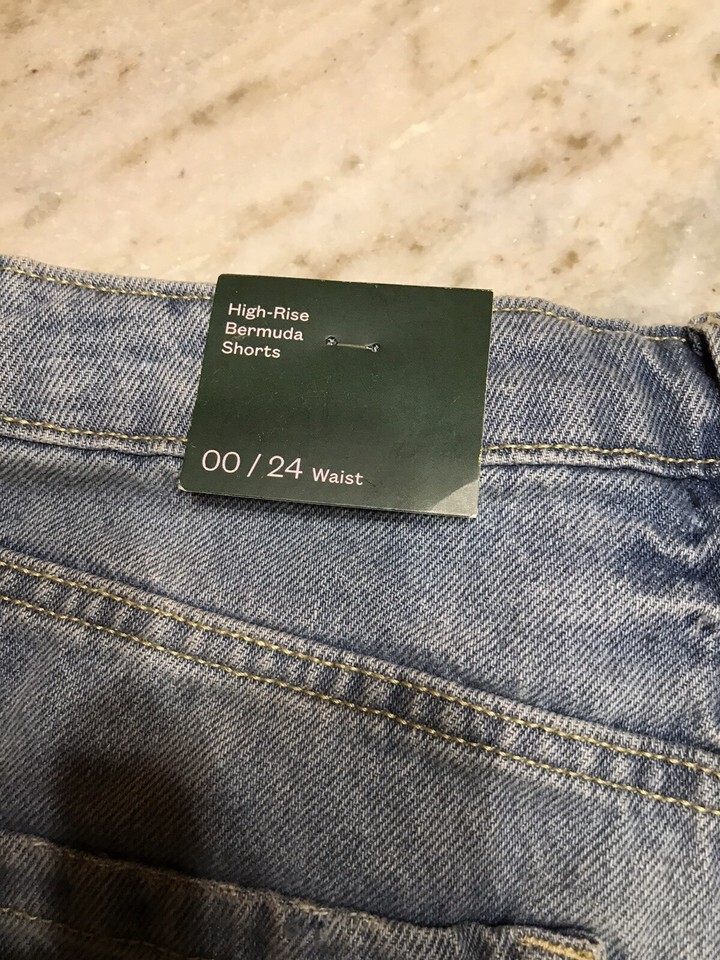 High-Rise
Bermuda
Shorts
00 / 24 Waist